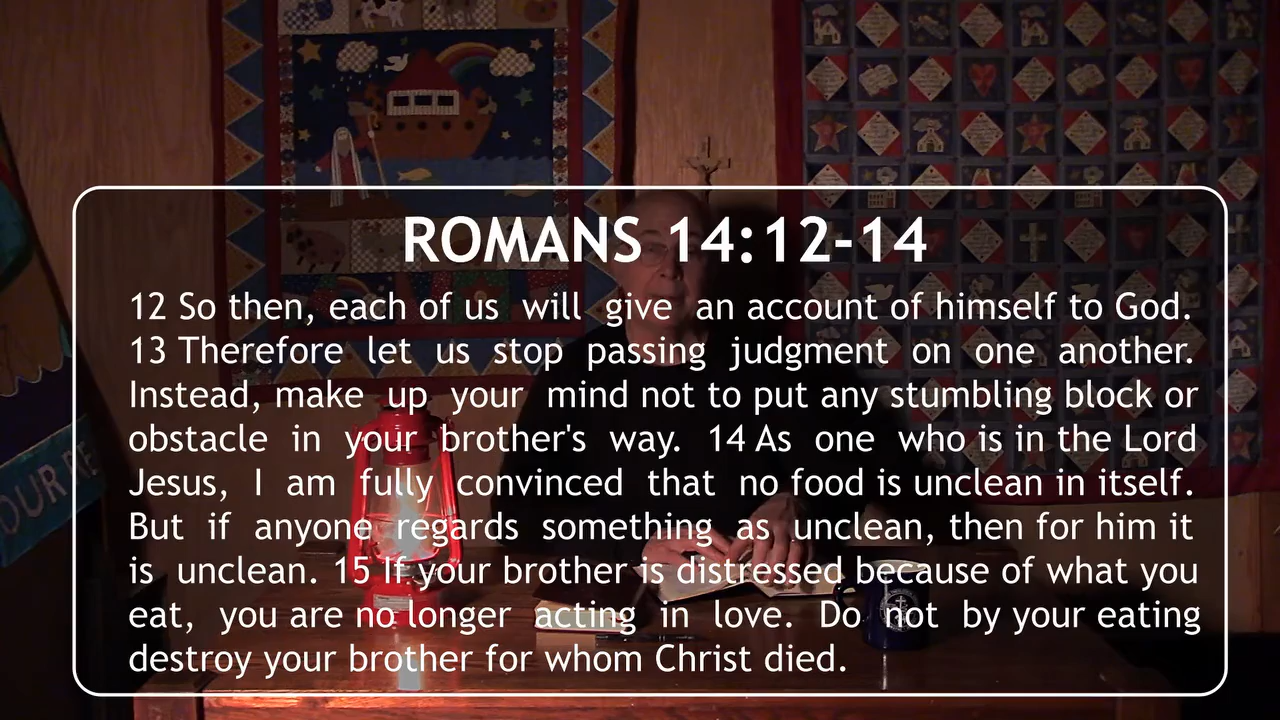 ROMANS 14:12-14
12 So then, each of us will give an account of himself to God.
13 Therefore let us stop passing judgment on one another.
Instead, make up your mind not to put any stumbling block or
obstacle in your brother's way. 14 As one who is in the Lord
Jesus, I am fully convinced that no food is unclean in itself.
But if anyone regards something as unclean, then for him it
is unclean. 15 If your brother is distressed because of what you
eat, you are no longer acting in love. Do not by your eating
destroy your brother for whom Christ died.
OUR RE